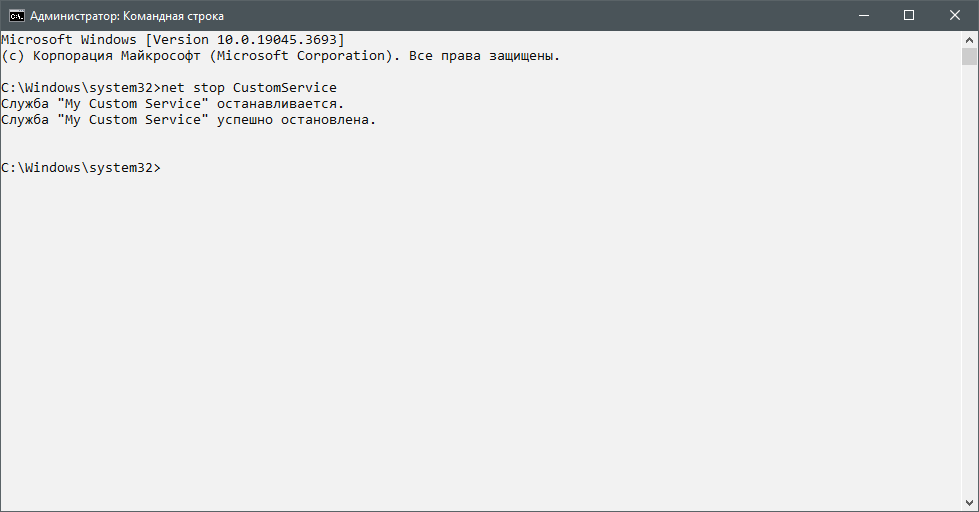 Администратор: Командная строка
Microsoft Windows [Version 10.0.19045.3693]
(c) Корпорация Майкрософт (Microsoft Corporation). Все права защищены.
C:\Windows\system32>net stop CustomService
Служба "My Custom Service" останавливается.
Служба "My Custom Service" успешно остановлена.
C:\Windows\system32>